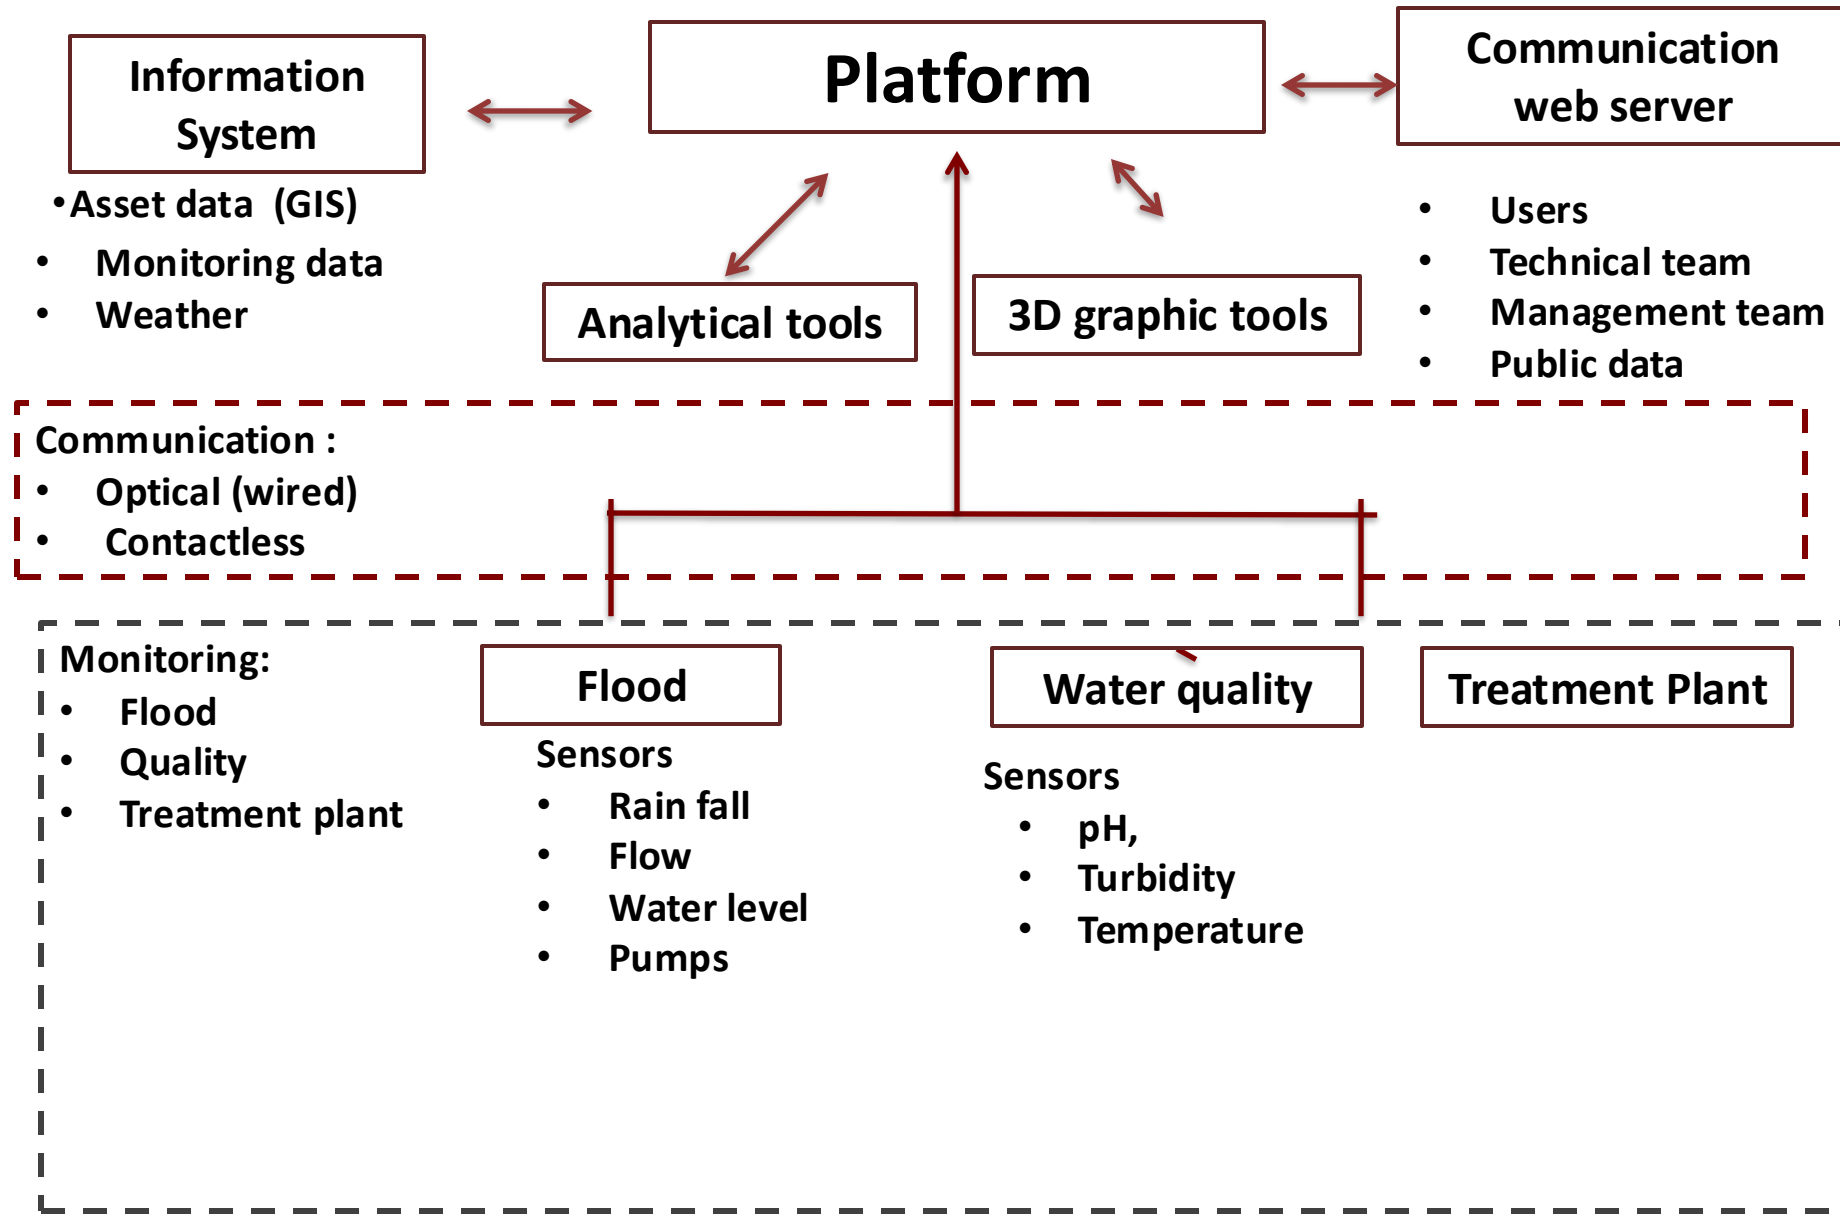 Information
System
Platform
Communication
web server
•Asset data (GIS)
• Monitoring data
• Weather
Analytical tools
3D graphic tools
• Users
• Technical team
• Management team
• Public data
Communication :
• Optical (wired)
• Contactless
Monitoring:
• Flood
• Quality
• Treatment plant
Flood
Sensors
• Rain fall
• Flow
• Water level
• Pumps
Water quality
Sensors
• pH,
• Turbidity
• Temperature
Treatment Plant